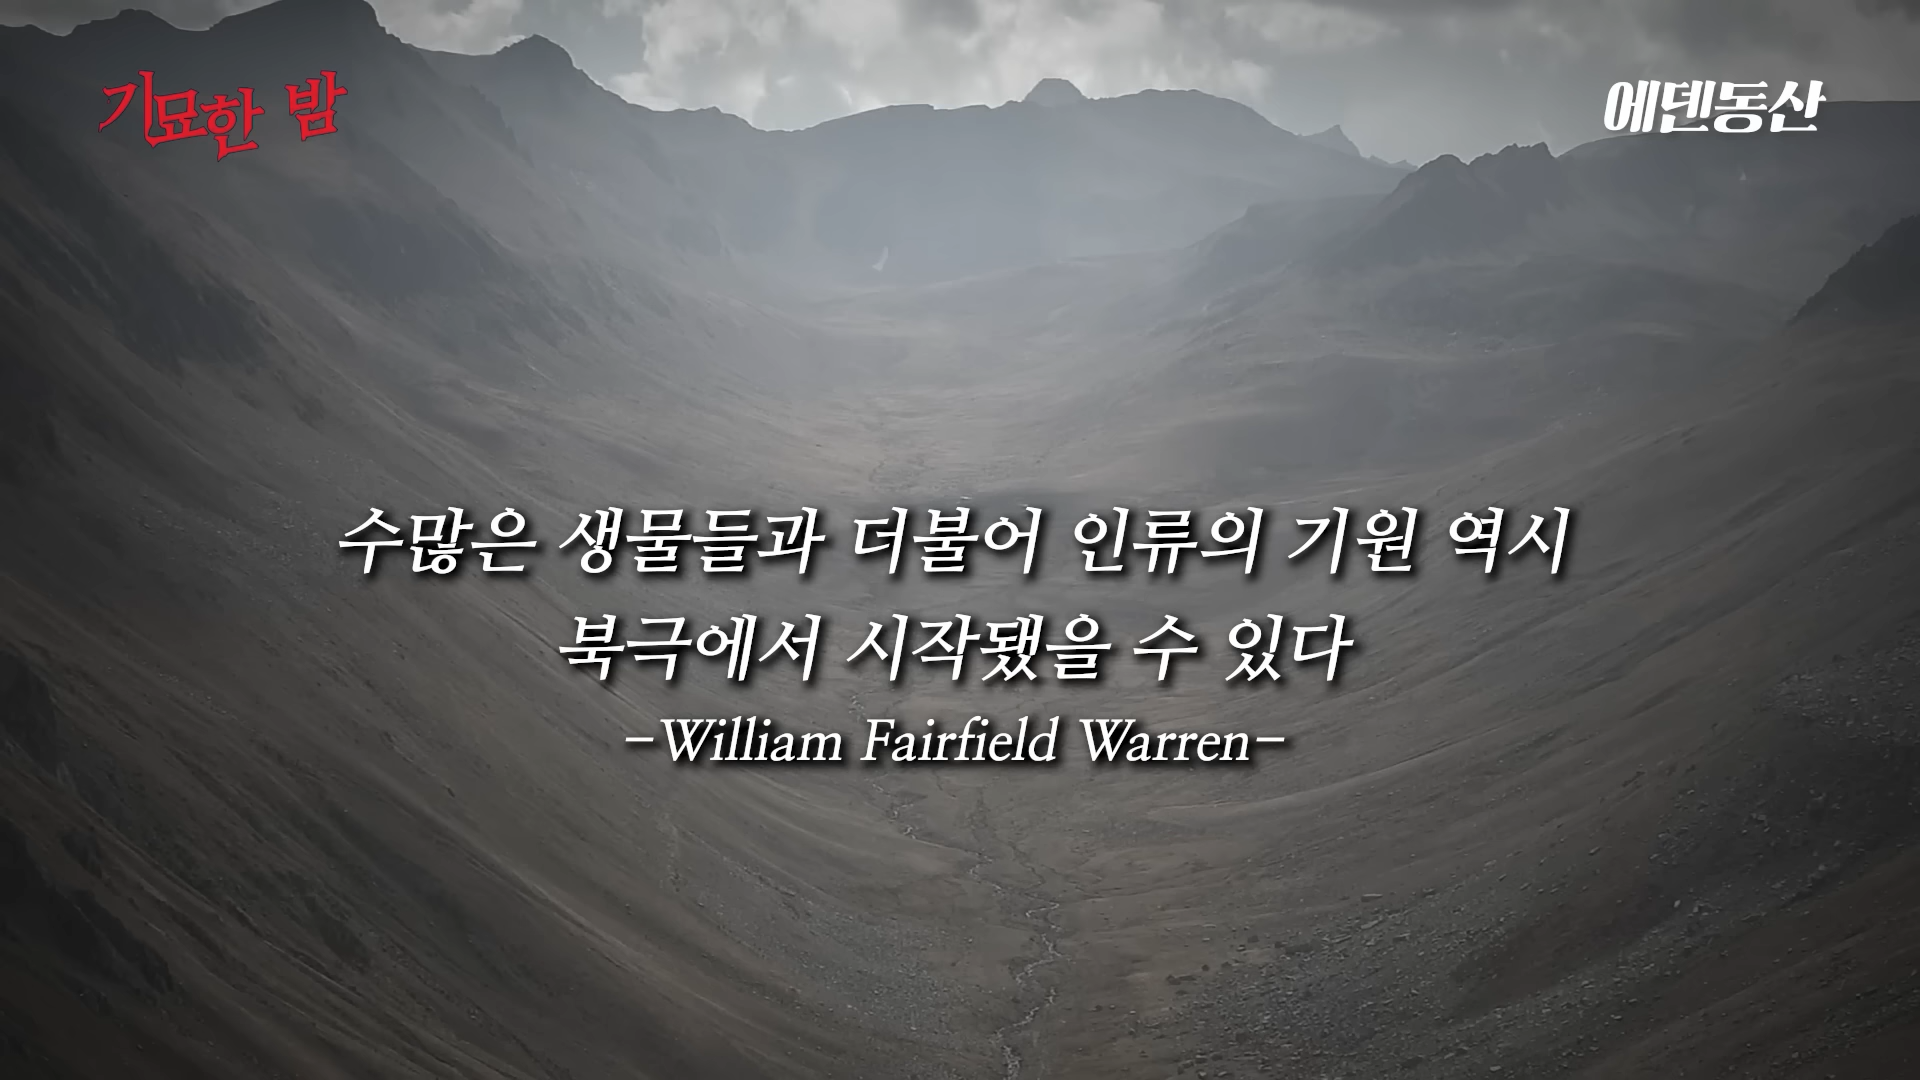 기묘한 밤
에덴동산
수많은 생물들과 더불어 인류의 기원 역시
북극에서 시작됐을 수 있다
-William Fairfield Warren-